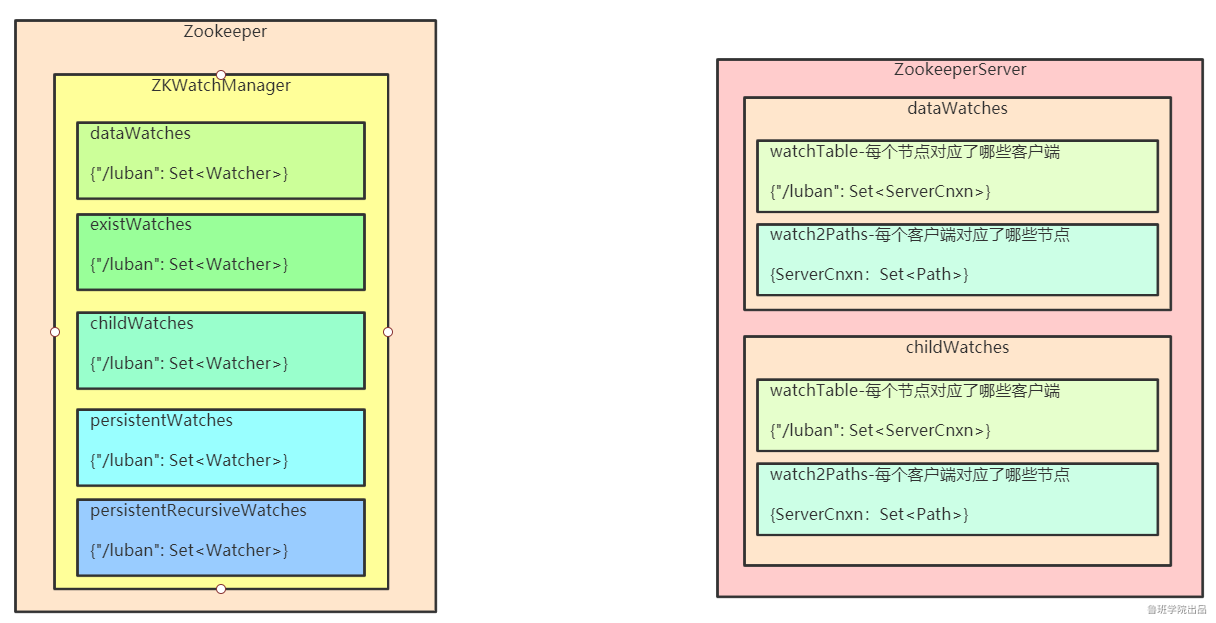 Zookeeper
ZKWatchManager
dataWatches
{"/luban": Set<Watcher>}
existWatches
{"/luban": Set<Watcher>}
childWatches
{"/luban": Set<Watcher>}
persistentWatches
{"/luban": Set<Watcher>}
persistentRecursiveWatches
{"/luban": Set<Watcher>}
ZookeeperServer
dataWatches
watchTable-每个节点对应了哪些客户端
{"/luban": Set<ServerCnxn>}
watch2Paths-每个客户端对应了哪些节点
{ServerCnxn：Set<Path>}
childWatches
watchTable-每个节点对应了哪些客户端
{"/luban": Set<ServerCnxn>}
watch2Paths-每个客户端对应了哪些节点
{ServerCnxn：Set<Path>}
鲁班学院出品